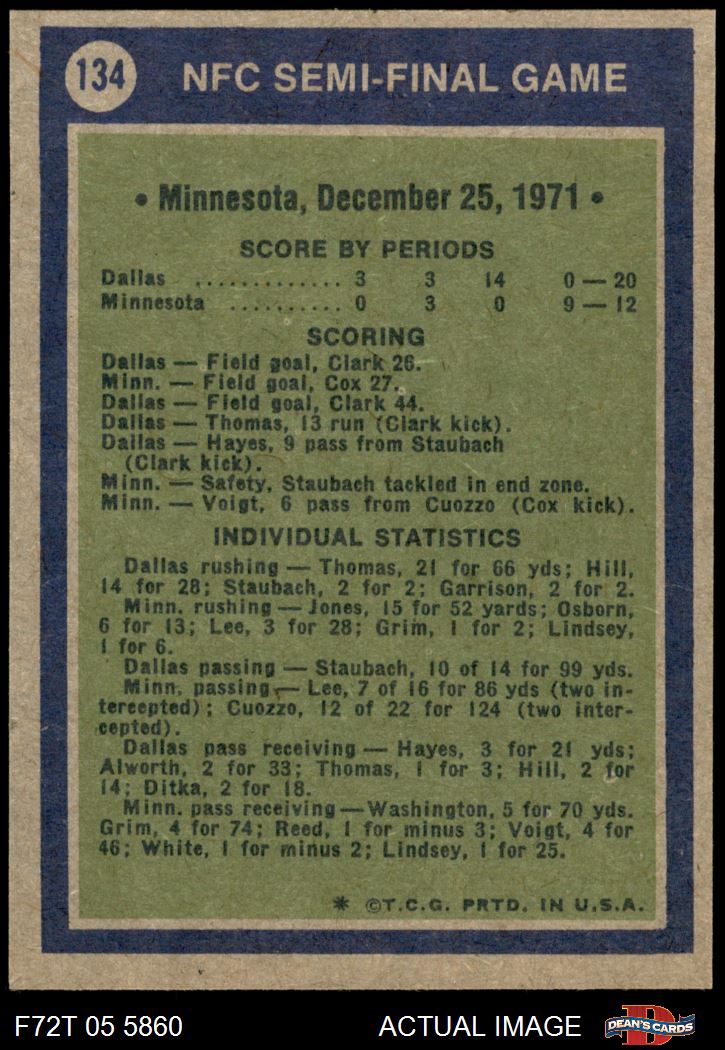 134 NFC SEMI-FINAL GAME
• Minnesota, December 25, 1971 •
SCORE BY PERIODS
Dallas ............. 3 3 14 0 — 20
Minnesota .......... 0 3 0 9 — 12
SCORING
Dallas — Field goal, Clark 26.
Minn. — Field goal, Cox 27.
Dallas — Field goal, Clark 44.
Dallas — Thomas, 13 run (Clark kick).
Dallas — Hayes, 9 pass from Staubach
(Clark kick).
Minn. — Safety, Staubach tackled in end zone.
Minn. — Voigt, 6 pass from Cuozzo (Cox kick).
INDIVIDUAL STATISTICS
Dallas rushing — Thomas, 21 for 66 yds; Hill,
14 for 28; Staubach, 2 for 2; Garrison, 2 for 2.
Minn. rushing — Jones, 15 for 52 yards; Osborn,
6 for 13; Lee, 3 for 28; Grim, 1 for 2; Lindsey,
1 for 6.
Dallas passing — Staubach, 10 of 14 for 99 yds.
Minn. passing — Lee, 7 of 16 for 86 yds (two in-
tercepted); Cuozzo, 12 of 22 for 124 (two inter-
cepted).
Dallas pass receiving — Hayes, 3 for 21 yds;
Alworth, 2 for 33; Thomas, 1 for 3; Hill, 2 for
14; Ditka, 2 for 18.
Minn. pass receiving — Washington, 5 for 70 yds.
Grim, 4 for 74; Reed, 1 for minus 3; Voigt, 4 for
46; White, 1 for minus 2; Lindsey, 1 for 25.
* ©T.C.G. PRTD. IN U.S.A.
F72T 05 5860 ACTUAL IMAGE D DEAN'S CARDS